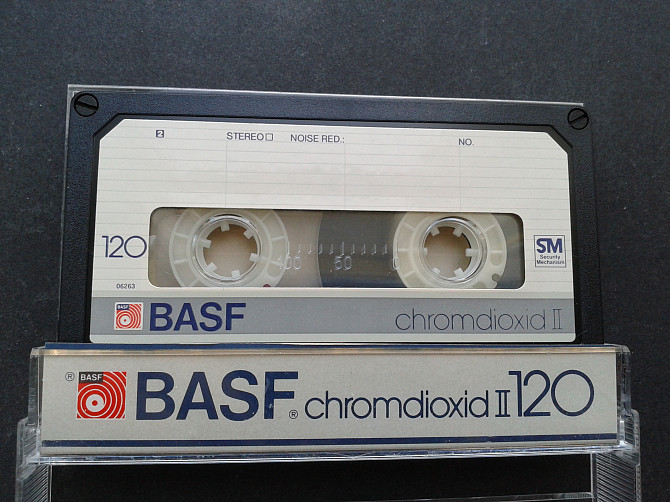 2
STEREO NOISE RED.: NO.
120
100 50 0
SM
Security
Mechanism
06263
BASF
BASF chromdioxid II
® BASF
BASF® chromdioxid II 120